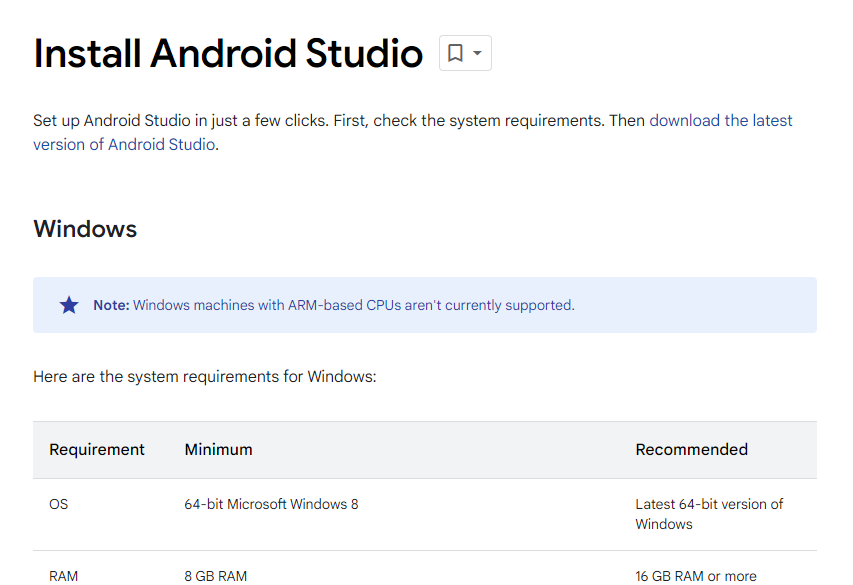 Install Android Studio
Set up Android Studio in just a few clicks. First, check the system requirements. Then download the latest
version of Android Studio.
Windows
Note: Windows machines with ARM-based CPUs aren't currently supported.
Here are the system requirements for Windows:
Requirement Minimum Recommended
OS 64-bit Microsoft Windows 8 Latest 64-bit version of
Windows
RAM 8 GB RAM 16 GB RAM or more